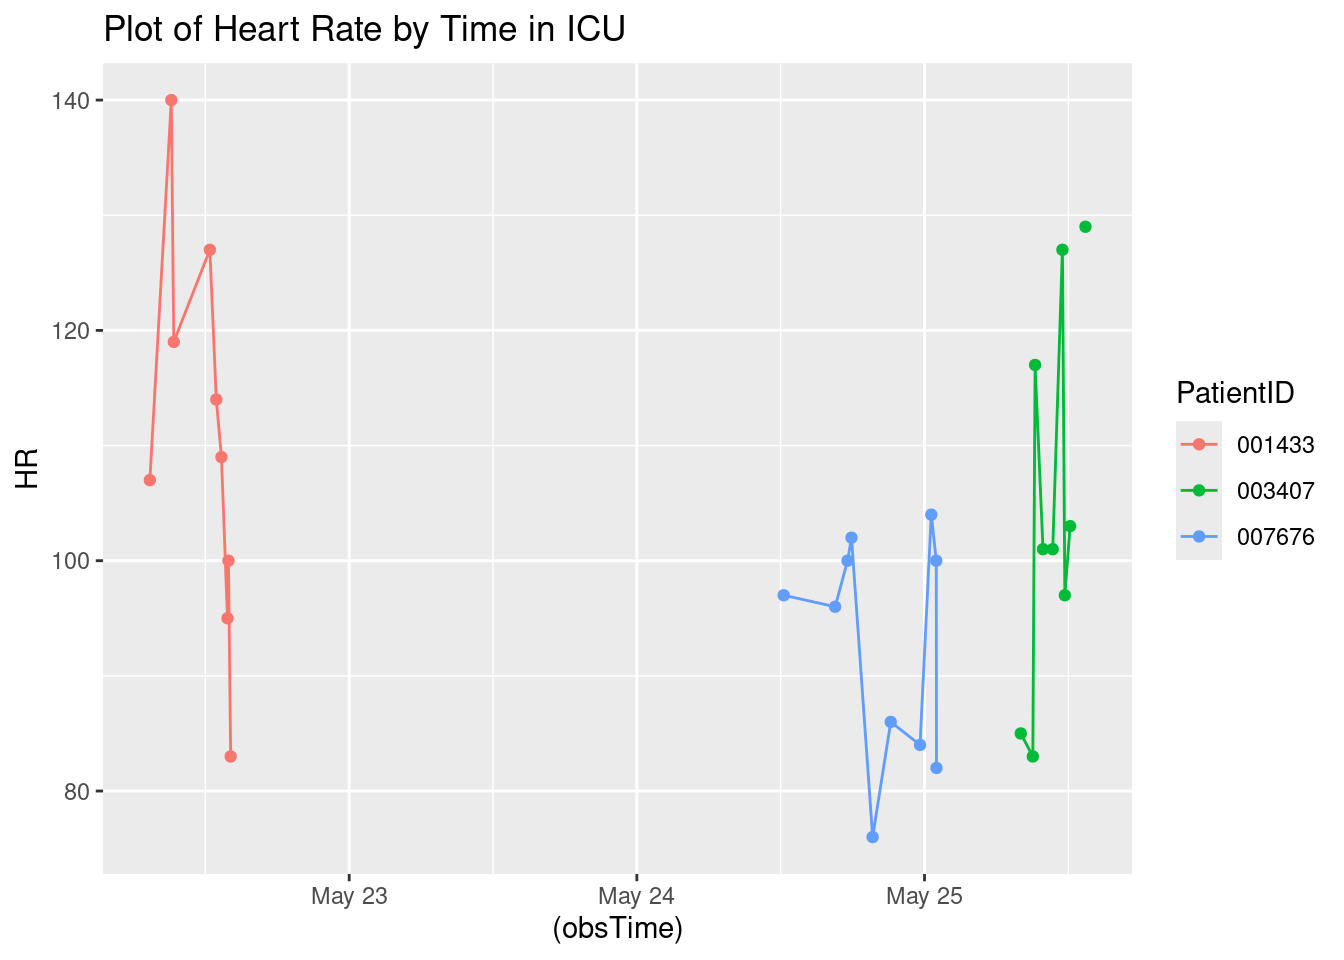 Plot of Heart Rate by Time in ICU
140
120
100
80
HR
May 23
May 24
May 25
(obsTime)
PatientID
001433
003407
007676